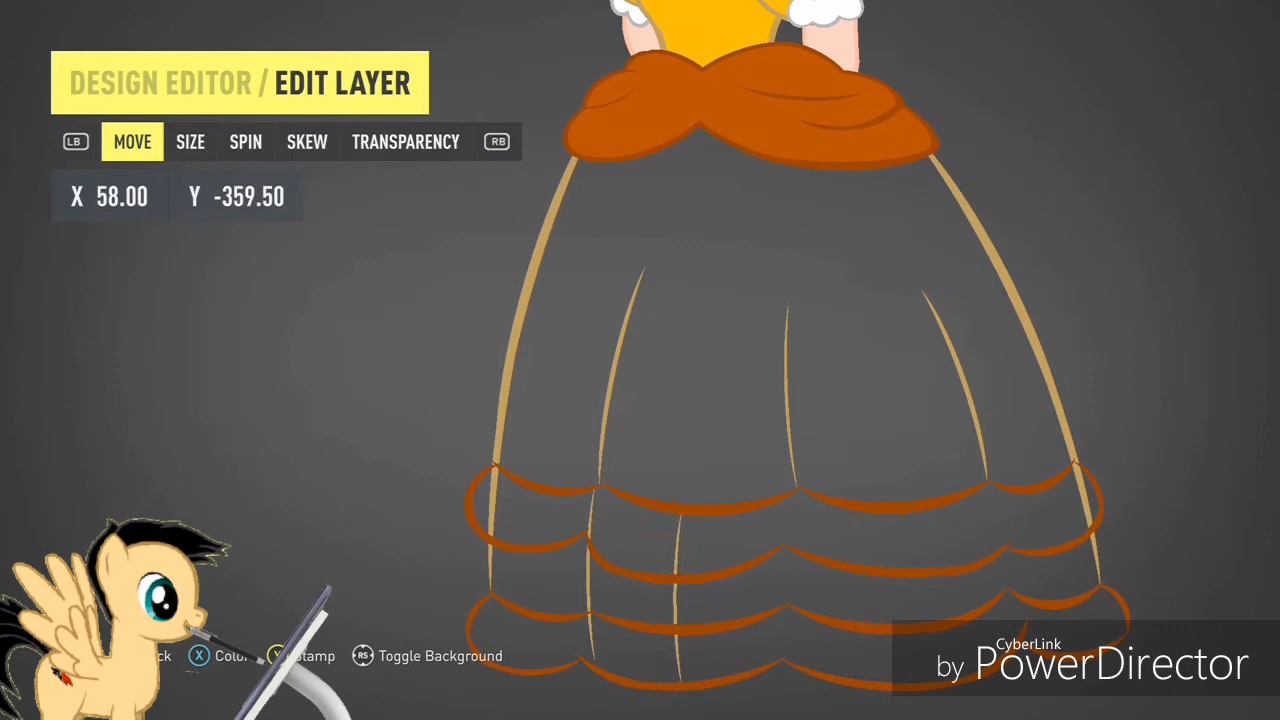 DESIGN EDITOR / EDIT LAYER
LB MOVE SIZE SPIN SKEW TRANSPARENCY RB
X 58.00 Y -359.50
X Y Stamp RS Toggle Background
CyberLink
by PowerDirector